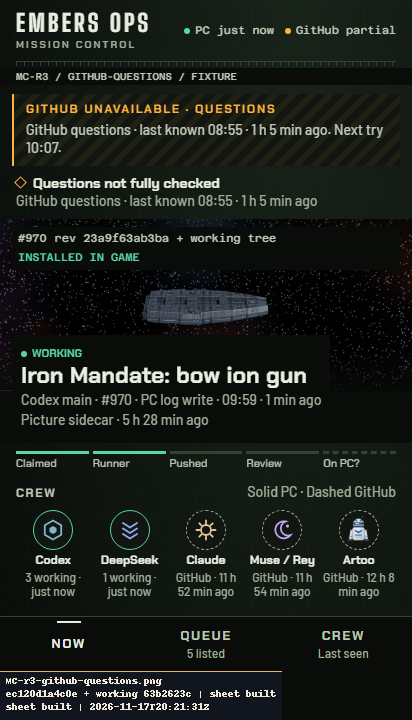 EMBERS OPS
MISSION CONTROL
PC just now
GitHub partial
MC-R3 / GITHUB-QUESTIONS / FIXTURE
GITHUB UNAVAILABLE · QUESTIONS
GitHub questions · last known 08:55 · 1 h 5 min ago. Next try
10:07.
Questions not fully checked
GitHub questions · last known 08:55 · 1 h 5 min ago
#970 rev 23a9f63ab3ba + working tree
INSTALLED IN GAME
WORKING
Iron Mandate: bow ion gun
Codex main · #970 · PC log write · 09:59 · 1 min ago
Picture sidecar · 5 h 28 min ago
Claimed
Runner
Pushed
Review
On PC?
CREW
Solid PC · Dashed GitHub
Codex
3 working ·
just now
DeepSeek
1 working ·
just now
Claude
GitHub · 11 h
52 min ago
Muse / Rey
GitHub · 11 h
54 min ago
Artoo
GitHub · 12 h 8
min ago
NOW
QUEUE
5 listed
CREW
Last seen
MC-r3-github-questions.png
ec120d1a4c0e + working 63b2623c | sheet built
sheet built | 2026-11-17T20:21:31Z